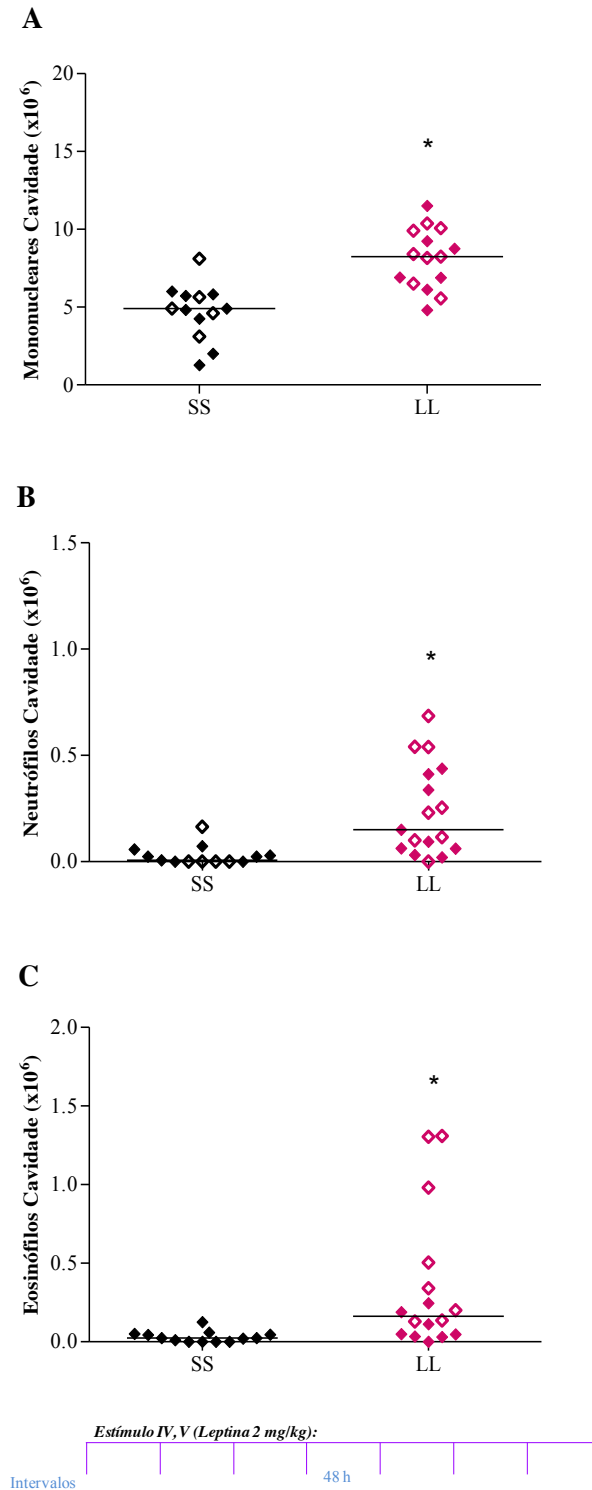 A
Mononucleares Cavidade (x10⁶)
20
15
10
5
0
*
SS
LL
B
Neutrófilos Cavidade (x10⁶)
1.5
1.0
0.5
0.0
*
SS
LL
C
Eosinófilos Cavidade (x10⁶)
2.0
1.5
1.0
0.5
0.0
*
SS
LL
Estímulo IV, V (Leptina 2 mg/kg):
Intervalos
48 h